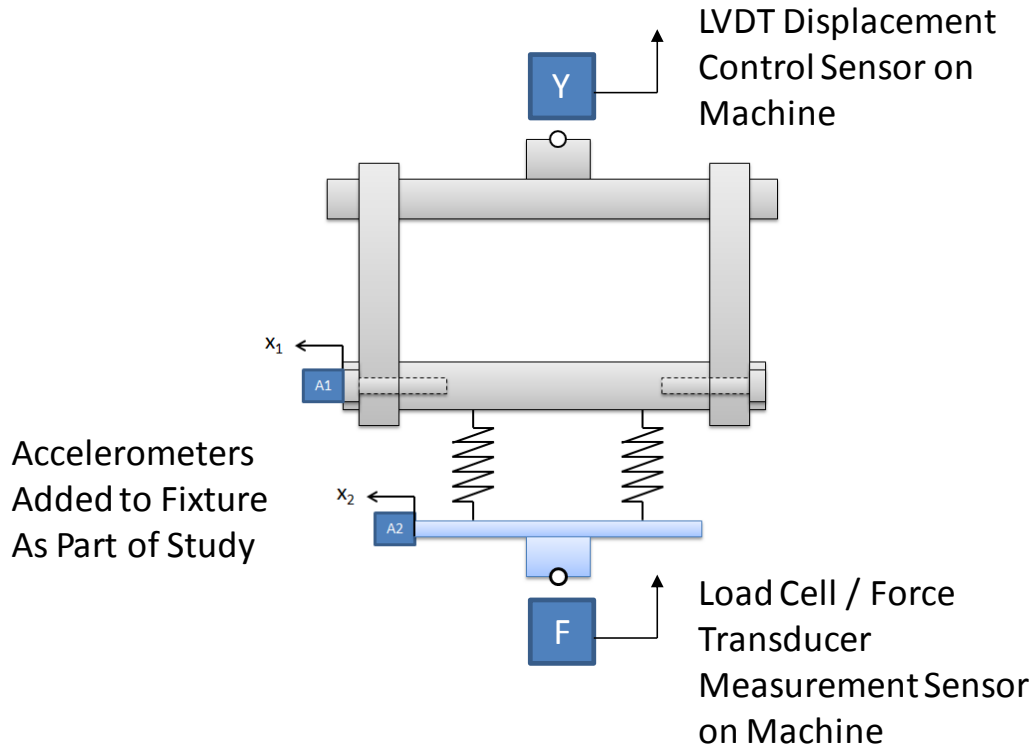 LVDT Displacement
Control Sensor on
Machine
Y
x1
A1
Accelerometers
Added to Fixture
As Part of Study
x2
A2
F
Load Cell / Force
Transducer
Measurement Sensor
on Machine